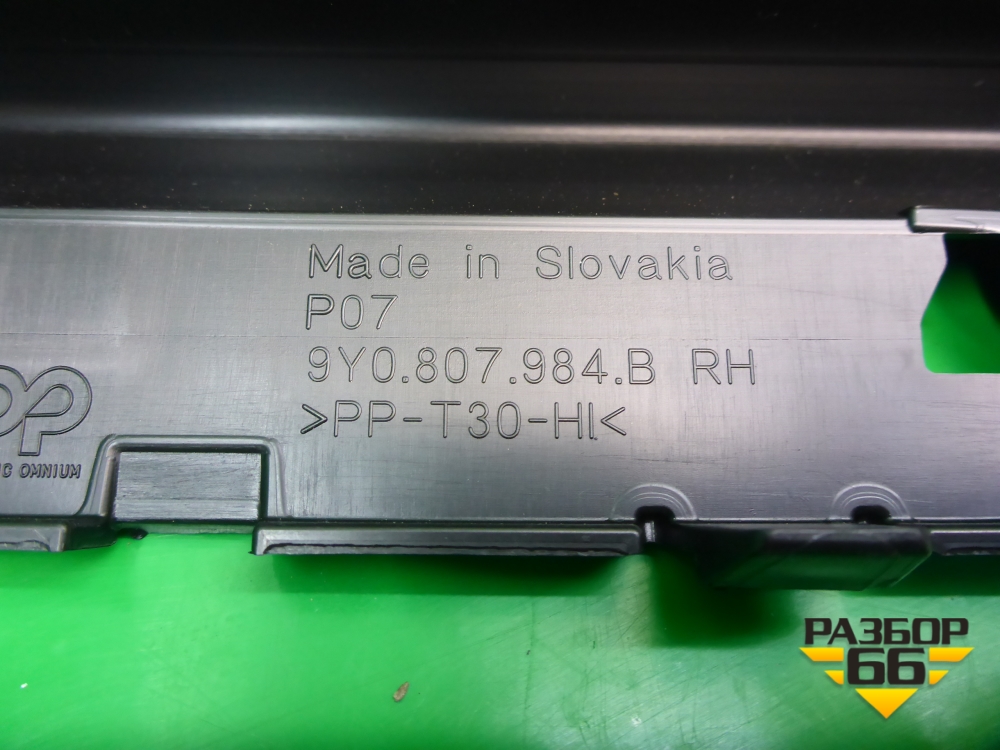 Made in Slovakia
P07
9Y0.807.984.B RH
>PP-T30-HI<
OMNIUM
РАЗБОР
66